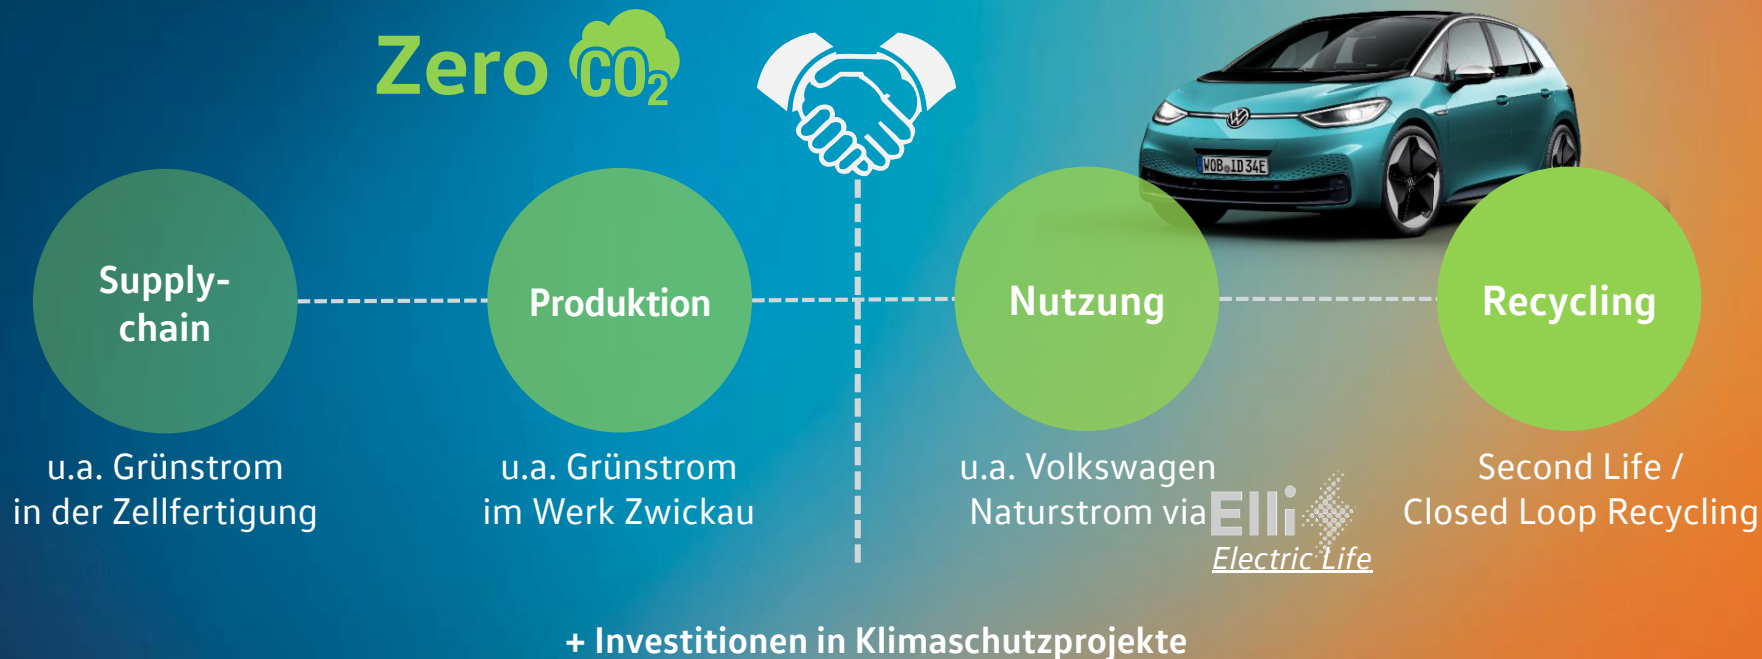 Zero CO₂
WOB ID 34E
Supply-
chain
Produktion
Nutzung
Recycling
u.a. Grünstrom
in der Zellfertigung
u.a. Grünstrom
im Werk Zwickau
u.a. Volkswagen
Naturstrom via Elli
Electric Life
Second Life /
Closed Loop Recycling
+ Investitionen in Klimaschutzprojekte